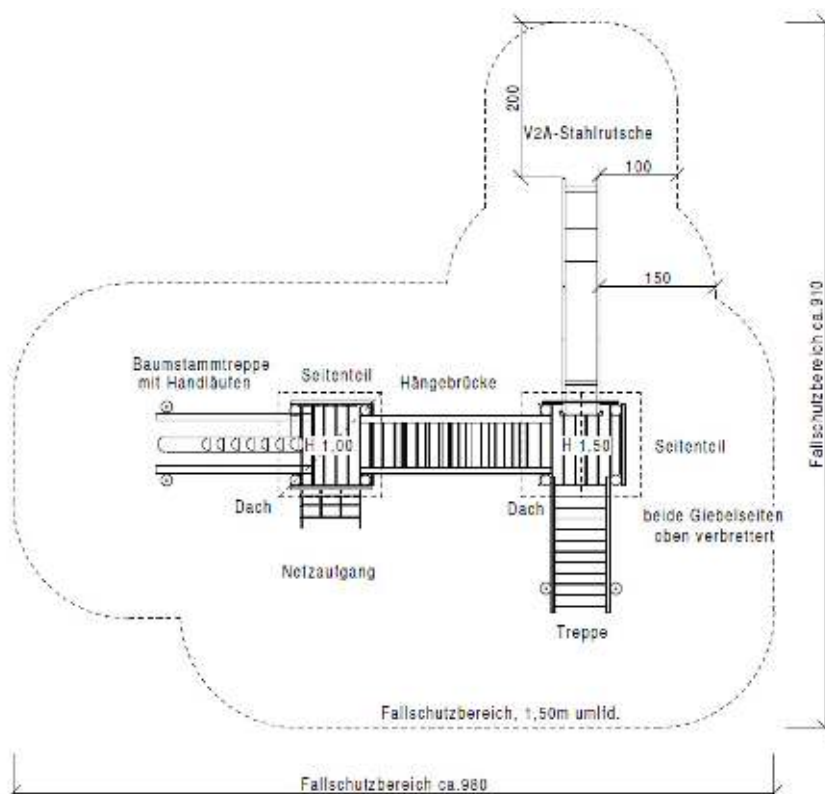 200
V2A-Stahlrutsche
100
150
Fallschutzbereich ca.910
Baumstammtreppe
mit Handläufen
Seitenteil
Hängebrücke
H 1,00
H 1,50
Seitenteil
Dach
Dach
beide Giebelseiten
oben verbrettert
Netzaufgang
Treppe
Fallschutzbereich, 1,50m umlfd.
Fallschutzbereich ca.980